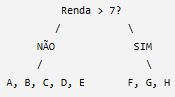 Renda > 7?
/ \
NÃO SIM
/ \
A, B, C, D, E F, G, H